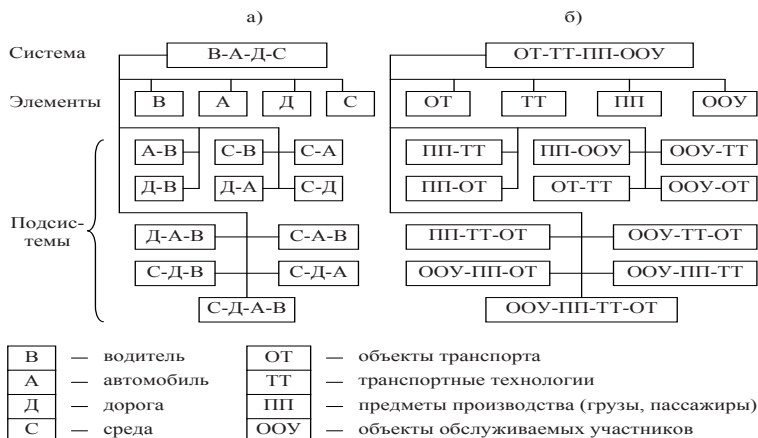 а) б)
Система В-А-Д-С ОТ-ТТ-ПП-ООУ
Элементы В А Д С ОТ ТТ ПП ООУ
А-В С-В С-А ПП-ТТ ПП-ООУ ООУ-ТТ
Д-В Д-А С-Д ПП-ОТ ОТ-ТТ ООУ-ОТ
Подсис-
темы
Д-А-В С-А-В ПП-ТТ-ОТ ООУ-ТТ-ОТ
С-Д-В С-Д-А ООУ-ПП-ОТ ООУ-ПП-ТТ
С-Д-А-В ООУ-ПП-ТТ-ОТ
В — водитель ОТ — объекты транспорта
А — автомобиль ТТ — транспортные технологии
Д — дорога ПП — предметы производства (грузы, пассажиры)
С — среда ООУ — объекты обслуживаемых участников